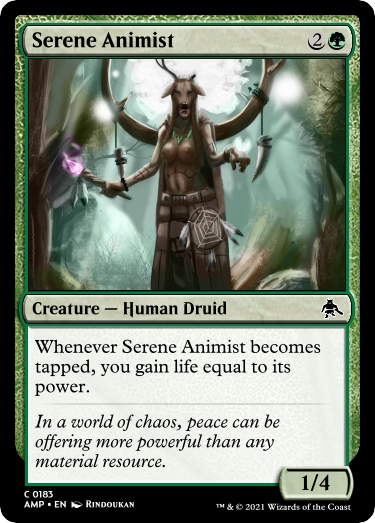 Serene Animist 2
Creature — Human Druid
Whenever Serene Animist becomes
tapped, you gain life equal to its
power.
In a world of chaos, peace can be
offering more powerful than any
material resource.
1/4
C 0183
AMP • EN Rindoukan
™ & © 2021 Wizards of the Coast